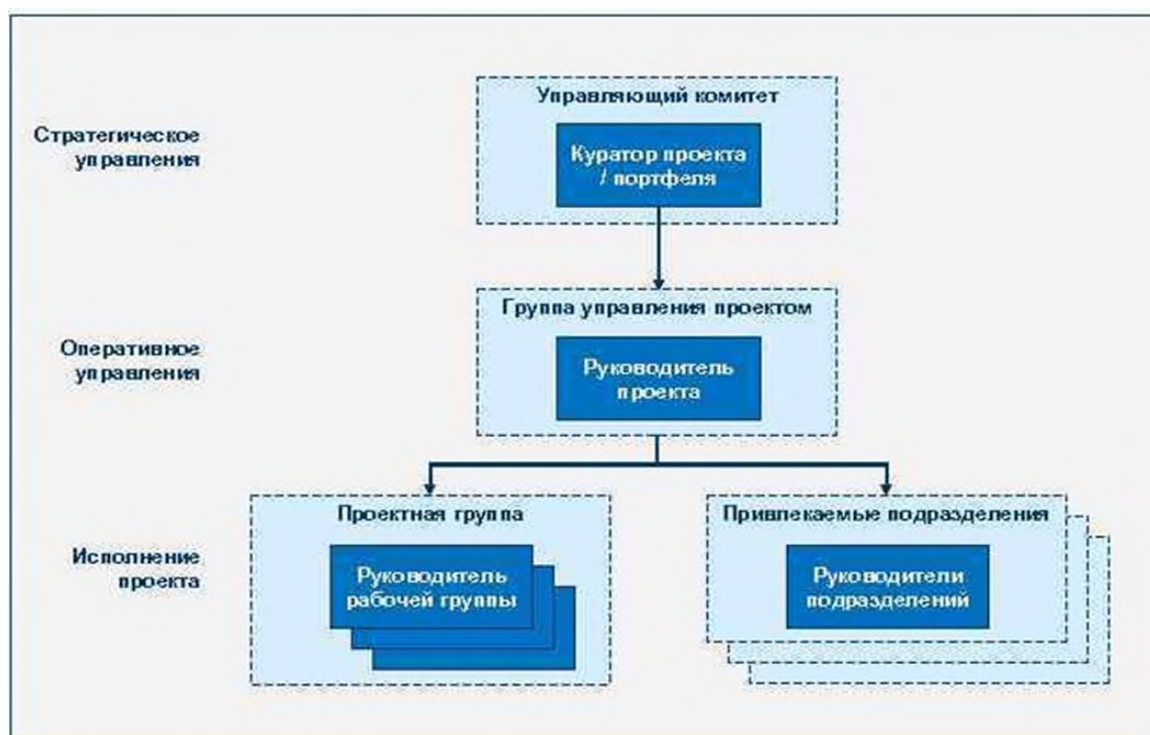 Управляющий комитет
Стратегическое
управления
Куратор проекта
/ портфеля
Группа управления проектом
Оперативное
управления
Руководитель
проекта
Проектная группа
Привлекаемые подразделения
Исполнение
проекта
Руководитель
рабочей группы
Руководители
подразделений